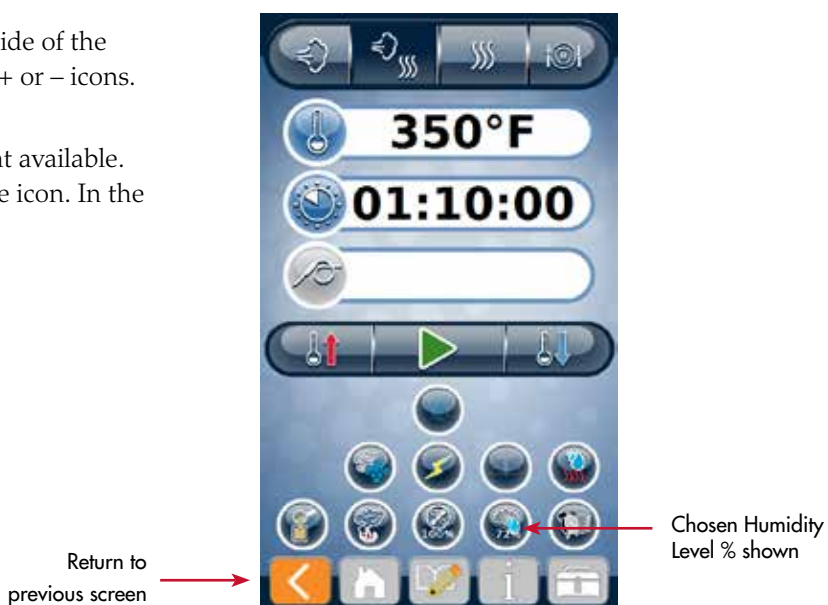 ide of the
+ or – icons.
t available.
e icon. In the
350°F
01:10:00
100%
72%
Chosen Humidity
Level % shown
Return to
previous screen